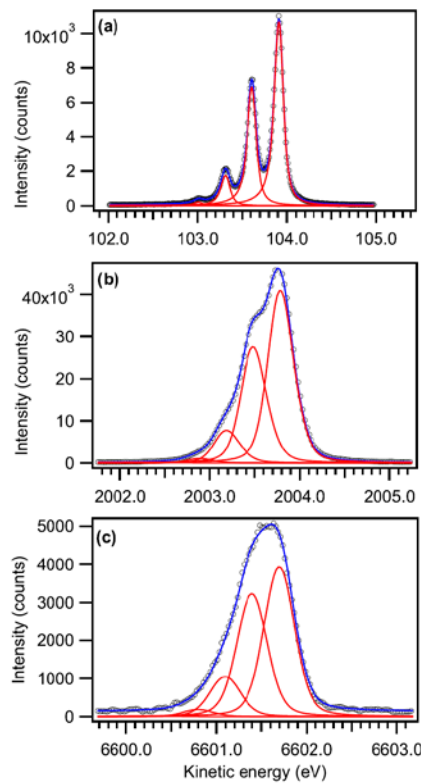 (a)
10x10³
8
6
4
2
0
Intensity (counts)
102.0 103.0 104.0 105.0
(b)
40x10³
30
20
10
0
Intensity (counts)
2002.0 2003.0 2004.0 2005.0
(c)
5000
4000
3000
2000
1000
0
Intensity (counts)
6600.0 6601.0 6602.0 6603.0
Kinetic energy (eV)